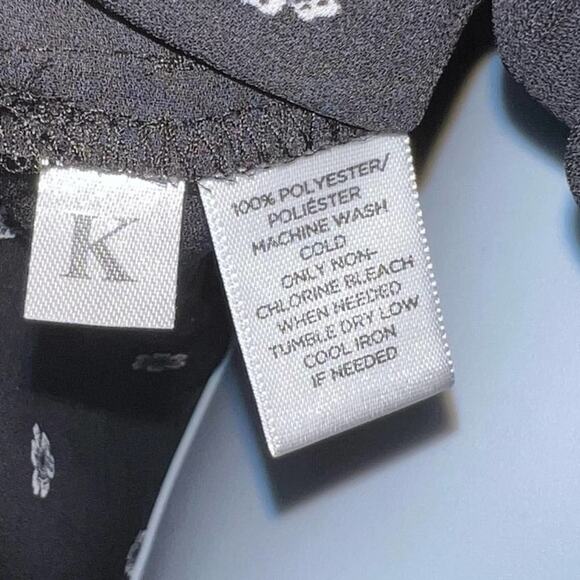 K
100% POLYESTER/
POLIÉSTER
MACHINE WASH
COLD
ONLY NON-
CHLORINE BLEACH
WHEN NEEDED
TUMBLE DRY LOW
COOL IRON
IF NEEDED